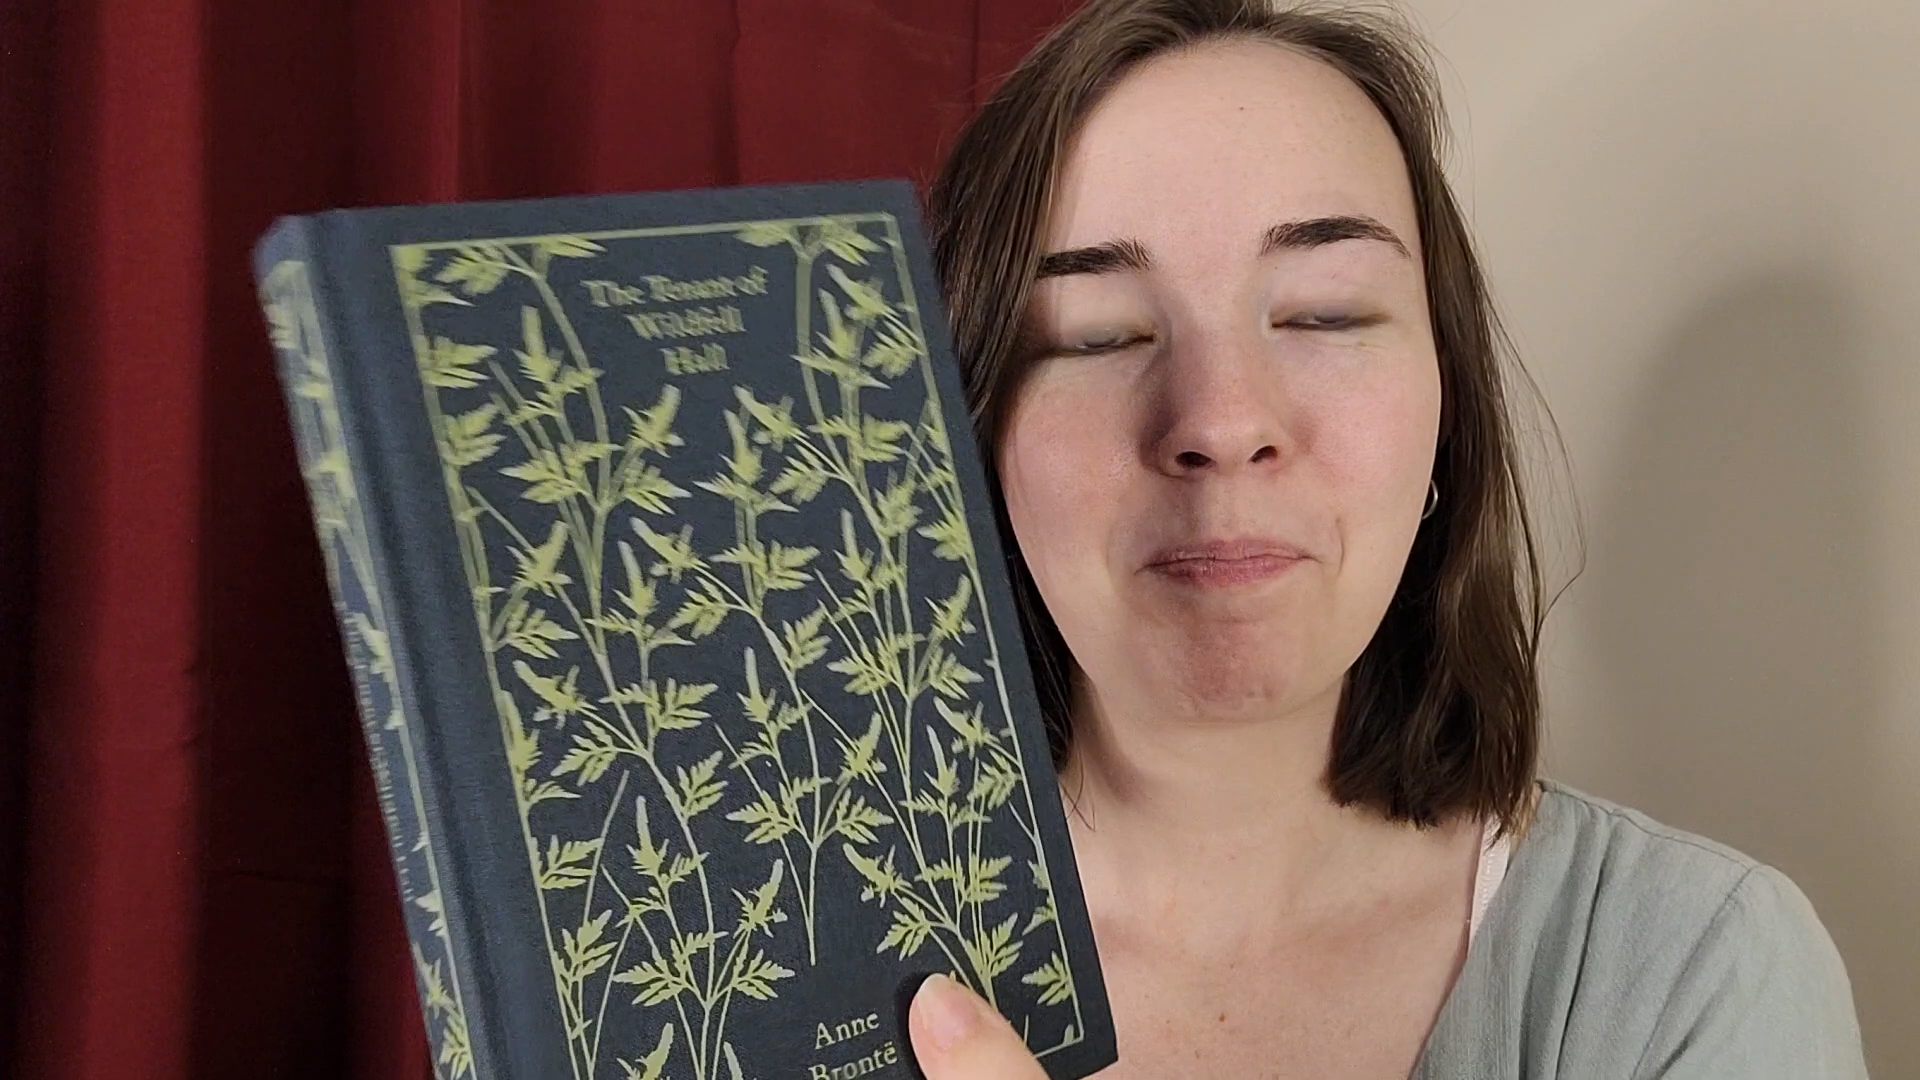 The Tenant of
Wildfell
Hall
Anne
Brontë